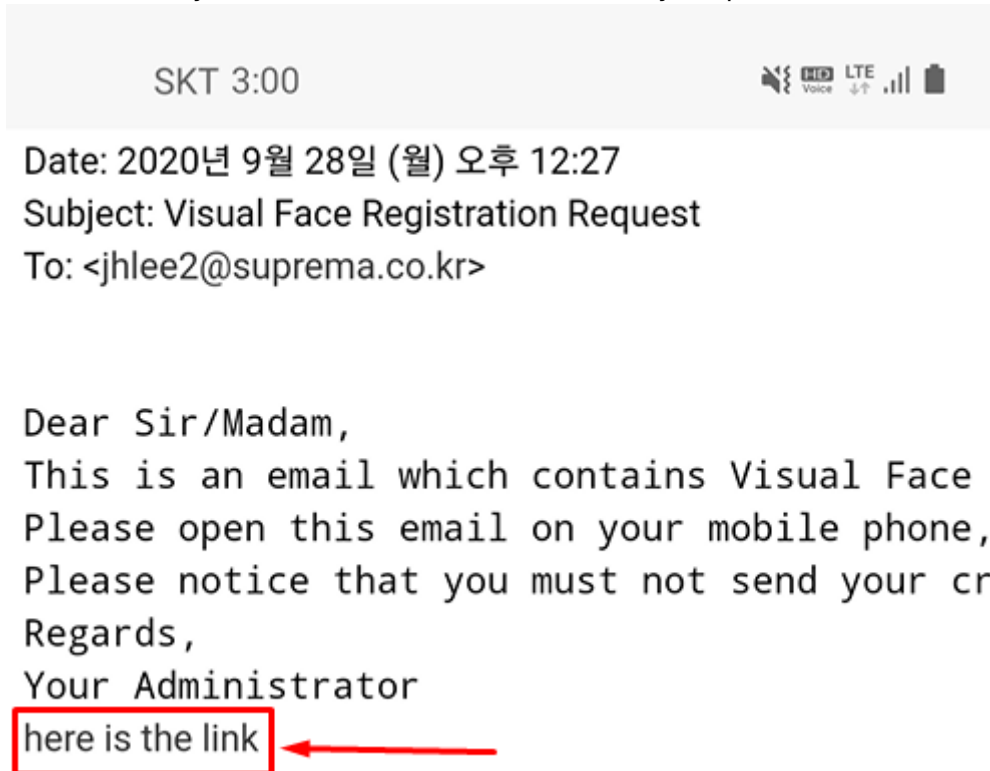 SKT 3:00
HD Voice LTE
Date: 2020년 9월 28일 (월) 오후 12:27
Subject: Visual Face Registration Request
To: <jhlee2@suprema.co.kr>
Dear Sir/Madam,
This is an email which contains Visual Face
Please open this email on your mobile phone,
Please notice that you must not send your cr
Regards,
Your Administrator
here is the link